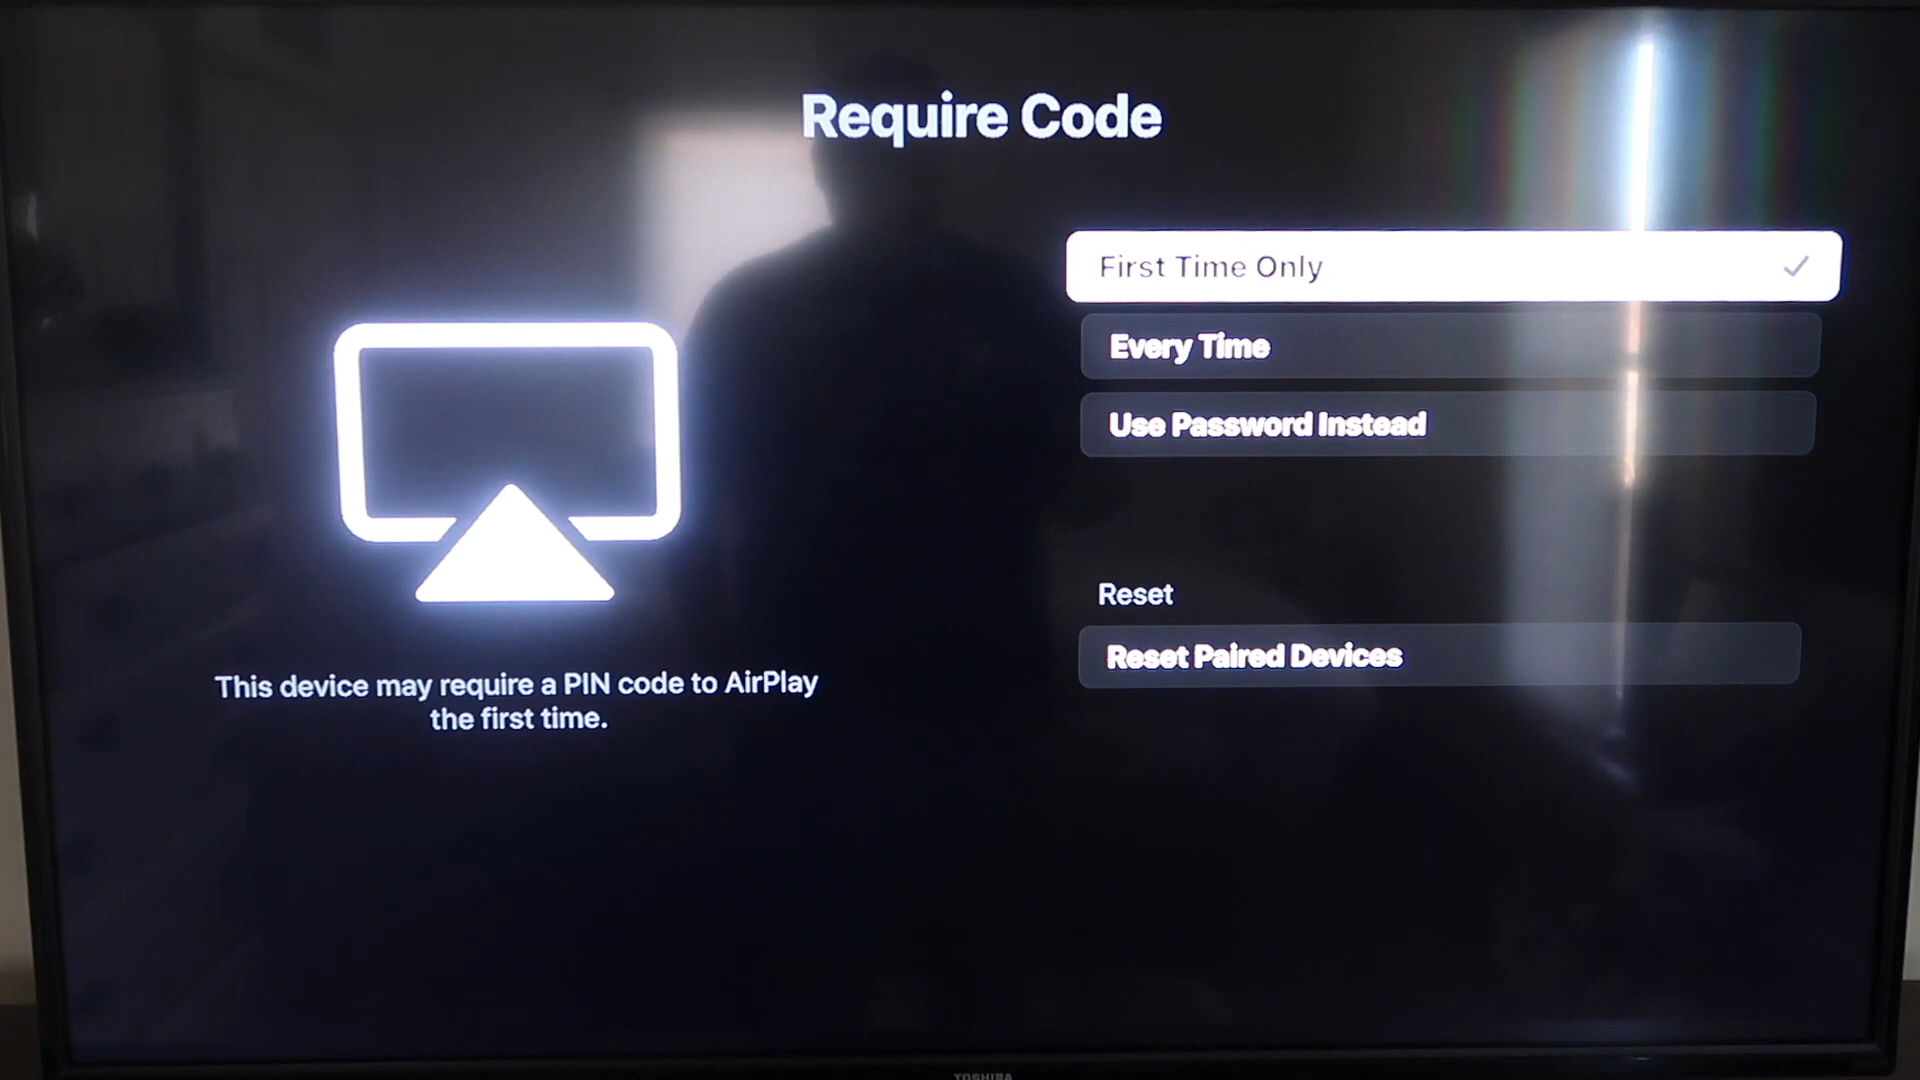 Require Code
First Time Only
Every Time
Use Password Instead
This device may require a PIN code to AirPlay
the first time.
Reset
Reset Paired Devices
TOSHIBA